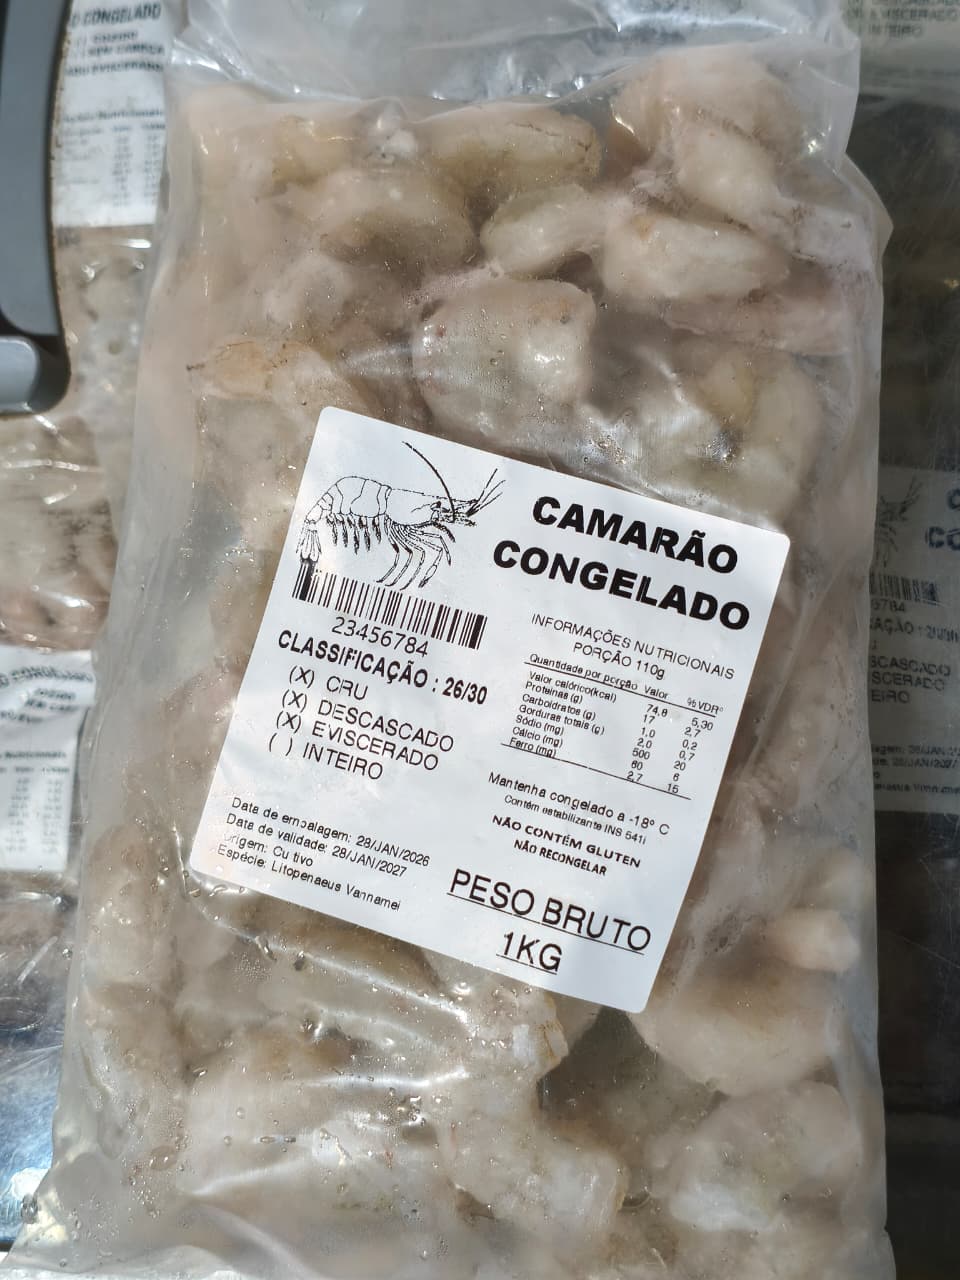 CAMARÃO
CONGELADO
23456784
CLASSIFICAÇÃO : 26/30
(X) CRU
(X) DESCASCADO
(X) EVISCERADO
( ) INTEIRO
INFORMAÇÕES NUTRICIONAIS
PORÇÃO 110g
Quantidade por porção Valor %VDR*
Valor calórico(kcal) 74,8 5,30
Proteínas (g) 17 2,7
Carboidratos (g) 1,0 0,2
Gorduras totais (g) 2,0 0,7
Sódio (mg) 500 20
Cálcio (mg) 60 6
Ferro (mg) 2,7 15
Mantenha congelado a -18º C
Contém estabilizante INS 541i
NÃO CONTÉM GLUTEN
NÃO RECONGELAR
Data de embalagem: 28/JAN/2026
Data de validade: 28/JAN/2027
Origem: Cultivo
Espécie: Litopenaeus Vannamei
PESO BRUTO
1KG